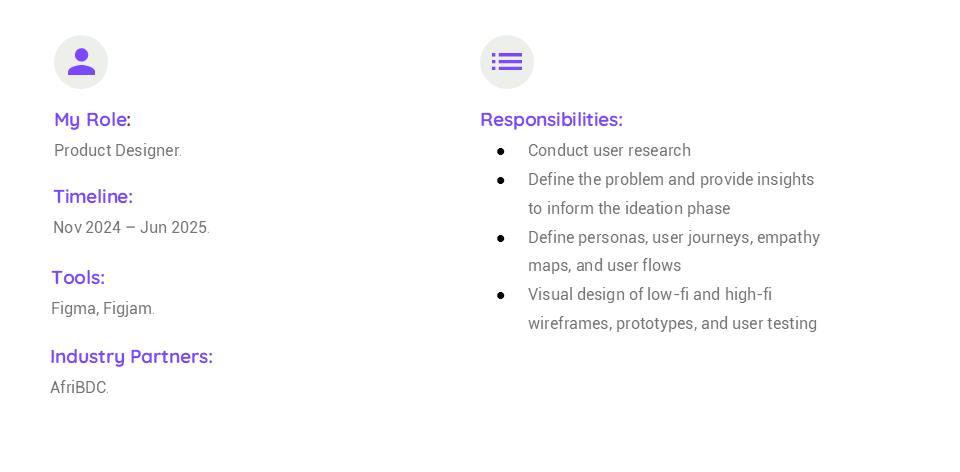 My Role:
Product Designer.
Timeline:
Nov 2024 – Jun 2025.
Tools:
Figma, Figjam.
Industry Partners:
AfriBDC.
Responsibilities:
● Conduct user research
● Define the problem and provide insights
to inform the ideation phase
● Define personas, user journeys, empathy
maps, and user flows
● Visual design of low-fi and high-fi
wireframes, prototypes, and user testing